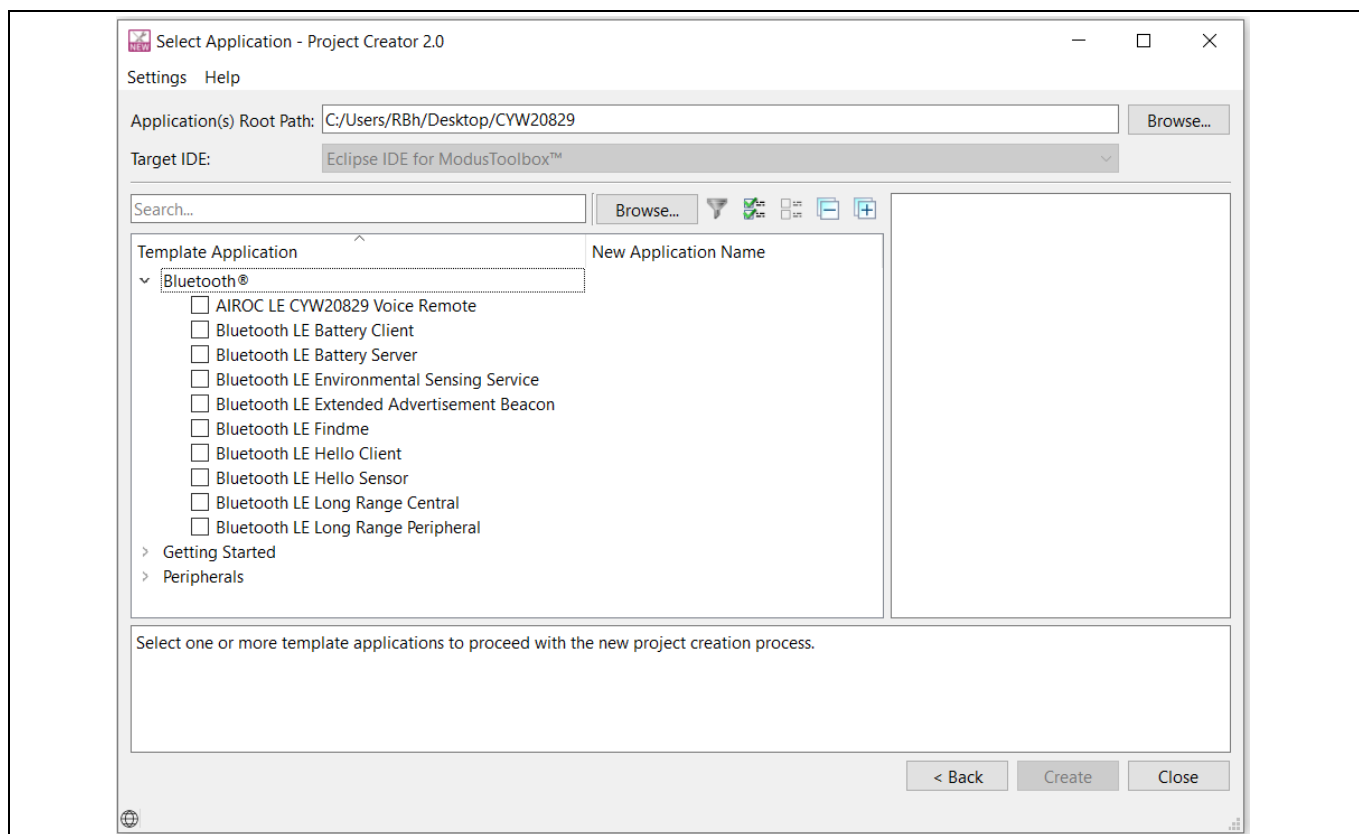 NEW
Select Application - Project Creator 2.0
Settings Help
Application(s) Root Path: C:/Users/RBh/Desktop/CYW20829 Browse...
Target IDE: Eclipse IDE for ModusToolbox™
Search... Browse...
Template Application New Application Name
Bluetooth®
AIROC LE CYW20829 Voice Remote
Bluetooth LE Battery Client
Bluetooth LE Battery Server
Bluetooth LE Environmental Sensing Service
Bluetooth LE Extended Advertisement Beacon
Bluetooth LE Findme
Bluetooth LE Hello Client
Bluetooth LE Hello Sensor
Bluetooth LE Long Range Central
Bluetooth LE Long Range Peripheral
Getting Started
Peripherals
Select one or more template applications to proceed with the new project creation process.
< Back Create Close